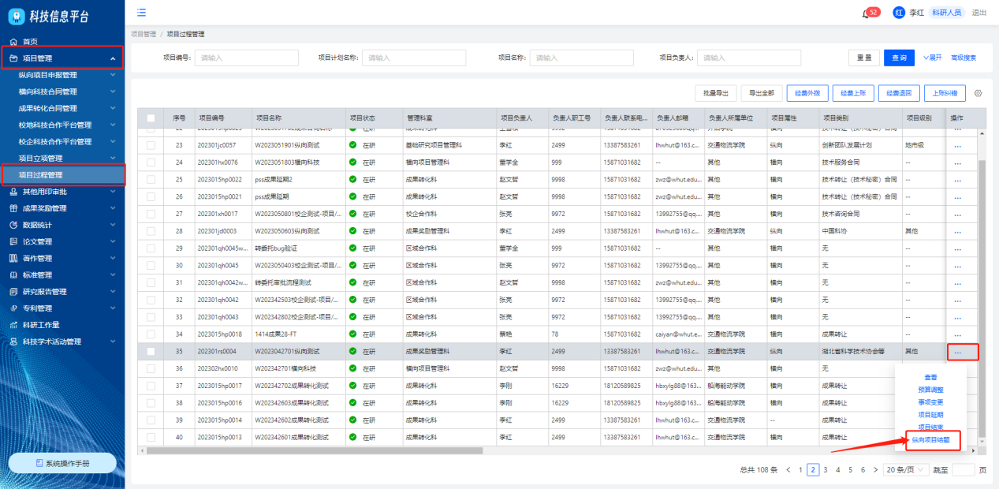 科技信息平台
52 红 李红 科研人员 退出
首页
项目管理
纵向项目申报管理
横向科技合同管理
成果转化合同管理
校地科技合作平台管理
校企科技合作平台管理
项目立项管理
项目过程管理
其他用印审批
成果奖励管理
数据统计
论文管理
著作管理
标准管理
研究报告管理
专利管理
科研工作量
科技学术活动管理
系统操作手册
项目管理 / 项目过程管理
项目编号: 请输入 项目计划名称: 请输入 项目名称: 请输入 项目负责人: 请输入 重置 查询 展开 高级搜索
批量导出 导出全部 经费外拨 经费上账 经费退回 上账纠错
序号 项目编号 项目名称 项目状态 管理科室 项目负责人 负责人职工号 负责人联系电... 负责人邮箱 负责人所属单位 项目属性 项目类别 项目级别 操作
23 202301jc0057 W2023051901纵向测试 在研 基础研究项目管理科 李红 2499 13387583261 lhwhut@163.c... 交通物流学院 纵向 创新团队发展计划 地市级 ...
24 202301hx0076 W2023051803横向科技 在研 横向项目管理科 董学全 999 15871031682 -- 其他 横向 技术服务合同 -- ...
25 2023015hp0022 pss成果延期2 在研 成果转化科 赵文哲 9998 15871031682 zwz@whut.edu... 其他 横向 技术转让（技术秘密）合同 -- ...
26 2023015hp0021 pss成果延期 在研 成果转化科 赵文哲 9998 15871031682 zwz@whut.edu... 其他 横向 技术转让（技术秘密）合同 -- ...
27 202301xh0017 W2023050801校企测试-项目/... 在研 校企合作科 张亮 9972 15871031682 13992755@qq.... 其他 横向 技术咨询合同 -- ...
28 202301jd0003 W2023050603纵向测试 在研 成果奖励管理科 李红 2499 13387583261 lhwhut@163.c... 交通物流学院 纵向 中国科协 其他 ...
29 202301qh0045w... 转委托bug验证 在研 区域合作科 董学全 999 15871031682 -- 其他 横向 无 -- ...
30 202301qh0045 W2023050403校企测试-项目/... 在研 区域合作科 张亮 9972 15871031682 13992755@qq.... 其他 横向 无 -- ...
31 202301qh0042w... 转委托审批流程测试 在研 区域合作科 赵文哲 9998 15871031682 zwz@whut.edu... 其他 横向 无 -- ...
32 202301qh0042 W202342503校企测试-项目/... 在研 区域合作科 张亮 9972 15871031682 13992755@qq.... 其他 横向 无 -- ...
33 202301qh0043 W202342802校企测试-项目/... 在研 区域合作科 张亮 9972 15871031682 13992755@qq.... 其他 横向 无 -- ...
34 2023015hp0018 1414成果28-FT 在研 成果转化科 蔡艳 78 15871031682 caiyan@whut.e... 交通物流学院 横向 成果转让 -- ...
35 202301rs0004 W2023042701纵向测试 在研 成果奖励管理科 李红 2499 13387583261 lhwhut@163.c... 交通物流学院 纵向 湖北省科学技术协会等 其他 ...
36 202302hx0010 W202342701横向科技 在研 横向项目管理科 赵文哲 9998 15871031682 zwz@whut.edu... 其他 横向 无 --
37 2023015hp0017 W202342702成果转化测试 在研 成果转化科 李刚 16229 18120589825 hbxylg88@163... 船海能动学院 横向 成果转让
38 2023015hp0016 W202342603成果转化测试 在研 成果转化科 李刚 16229 18120589825 hbxylg88@163... 船海能动学院 横向 成果转让
39 2023015hp0014 W202342602成果转化测试 在研 成果转化科 李红 2499 13387583261 lhwhut@163.c... 交通物流学院 -- 成果转让
40 2023015hp0013 W202342601成果转化测试 在研 成果转化科 李红 2499 13387583261 lhwhut@163.c... 交通物流学院 横向 成果转让
查看
预算调整
事项变更
项目延期
项目结束
纵向项目结题
总共 108 条 < 1 2 3 4 5 6 > 20 条/页 跳至 页